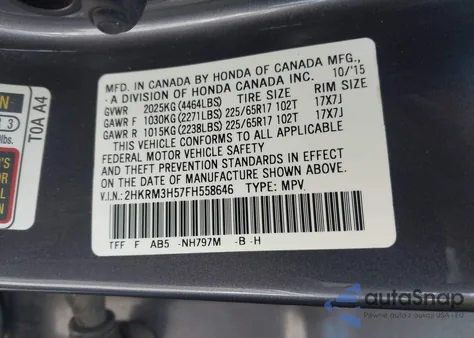 MFD. IN CANADA BY HONDA OF CANADA MFG.,
- A DIVISION OF HONDA CANADA INC. 10/'15
GVWR 2025KG (4464LBS) TIRE SIZE RIM SIZE
GAWR F 1030KG (2271LBS) 225/65R17 102T 17X7J
GAWR R 1015KG (2238LBS) 225/65R17 102T 17X7J
THIS VEHICLE CONFORMS TO ALL APPLICABLE
FEDERAL MOTOR VEHICLE SAFETY
AND THEFT PREVENTION STANDARDS IN EFFECT
ON THE DATE OF MANUFACTURE SHOWN ABOVE.
V.I.N.: 2HKRM3H57FH558646 TYPE: MPV
TFF F AB5 -NH797M -B -H
T0A A4
3
autoSnap